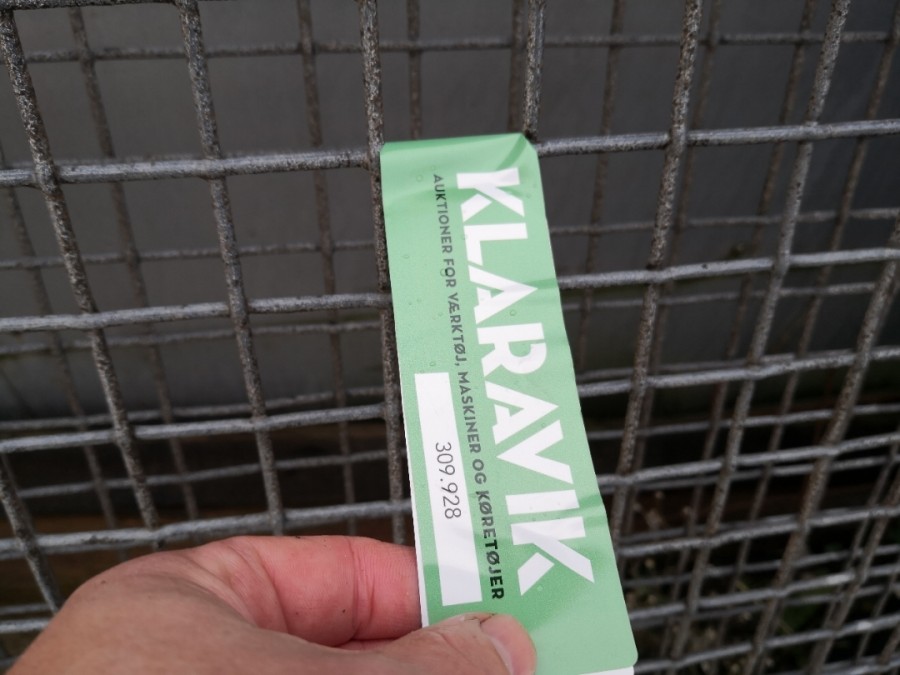 KLARAVIK
AUKTIONER FOR VÆRKTØJ, MASKINER OG KØRETØJER
309.928